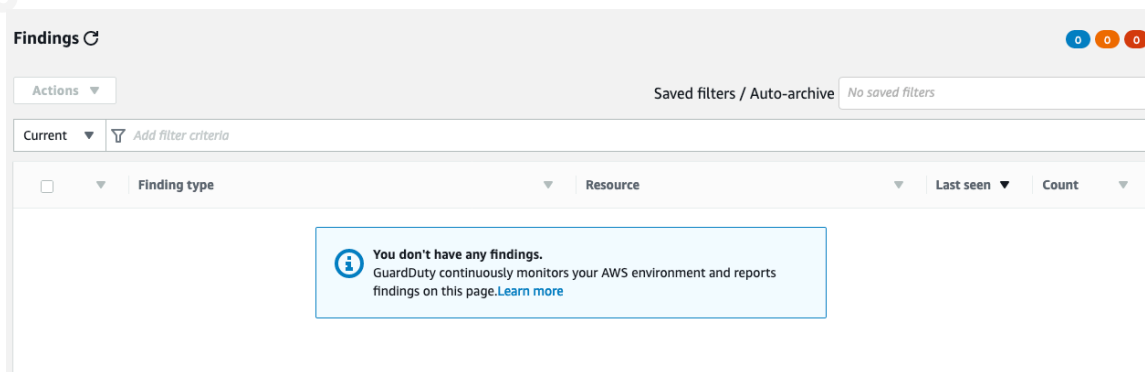 Findings
0 0 0
Actions
Saved filters / Auto-archive No saved filters
Current Add filter criteria
Finding type Resource Last seen Count
You don't have any findings.
GuardDuty continuously monitors your AWS environment and reports
findings on this page.Learn more